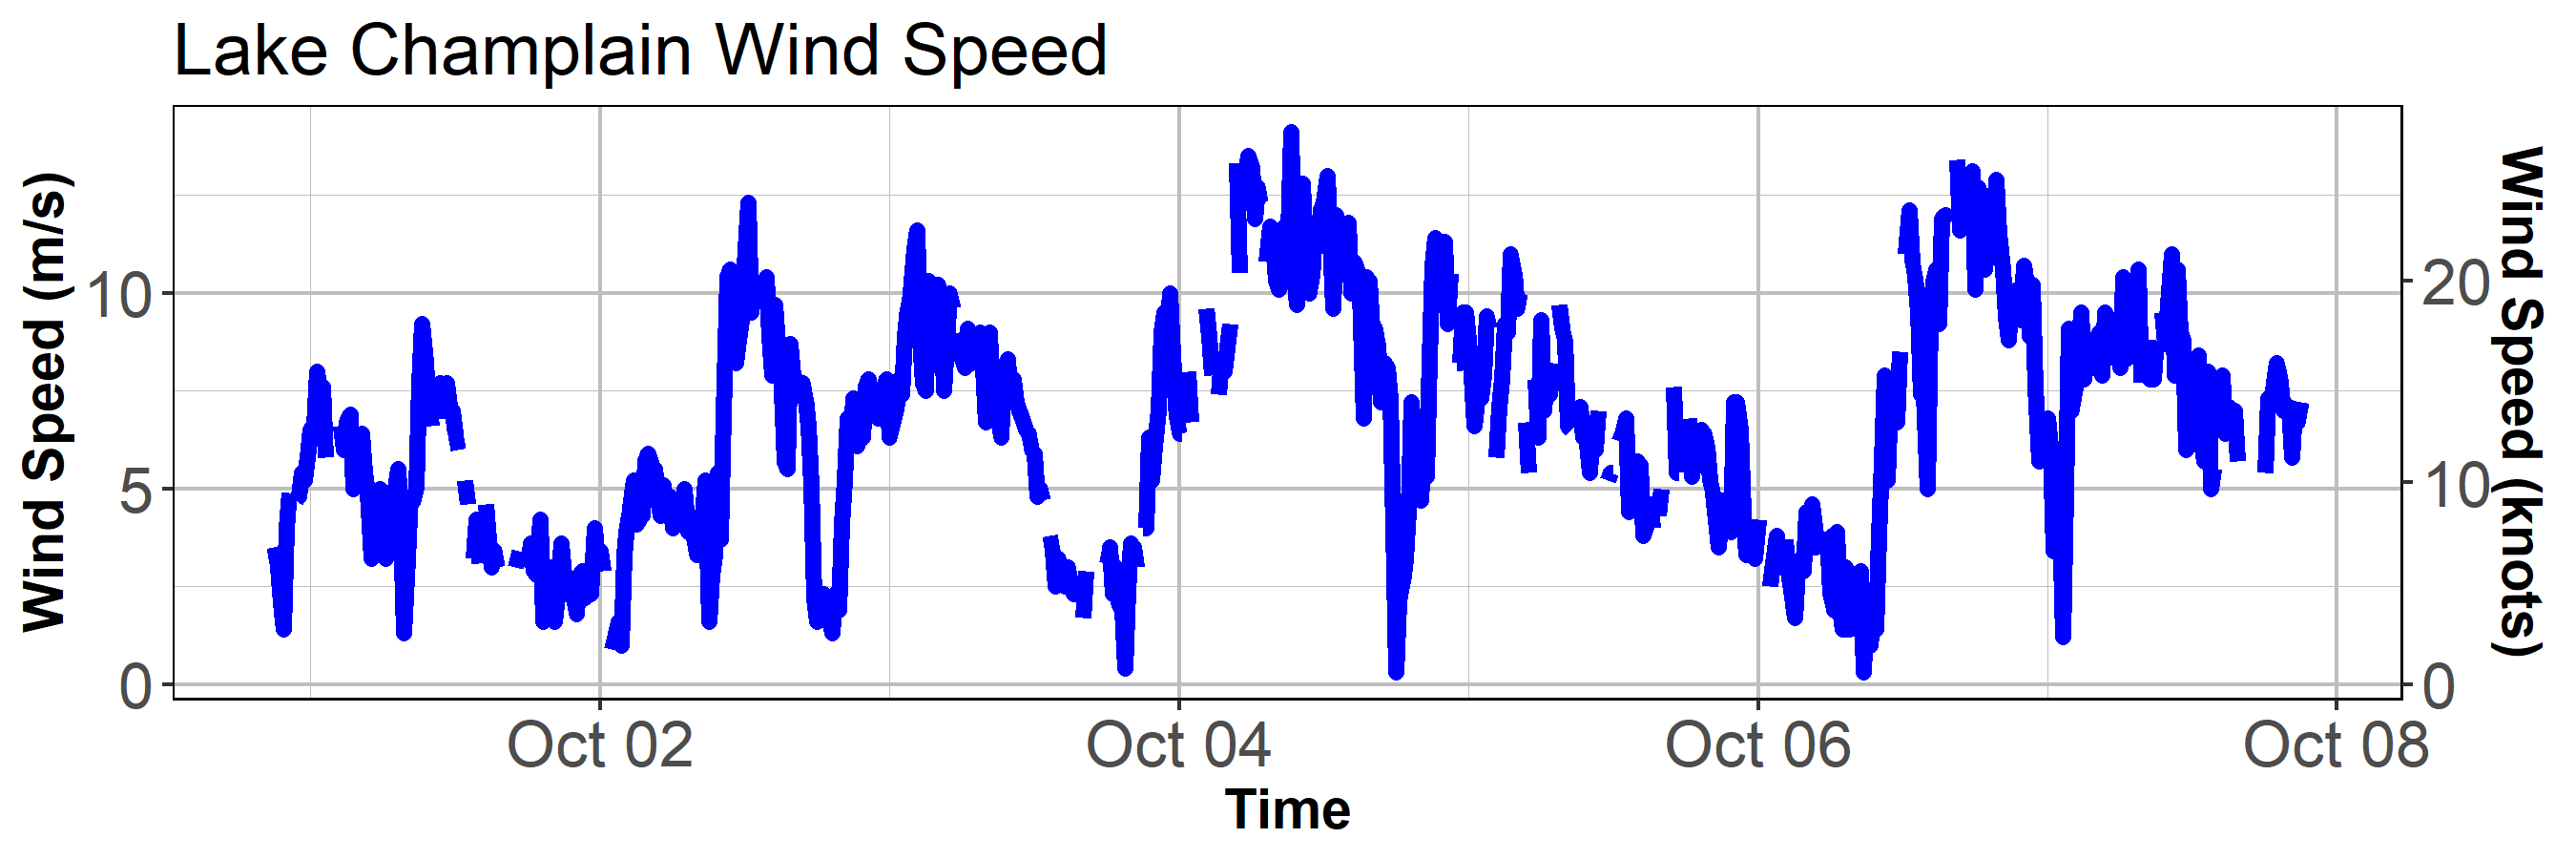 Lake Champlain Wind Speed
Wind Speed (m/s)
10
5
0
20
10
0
Wind Speed (knots)
Oct 02 Oct 04 Oct 06 Oct 08
Time